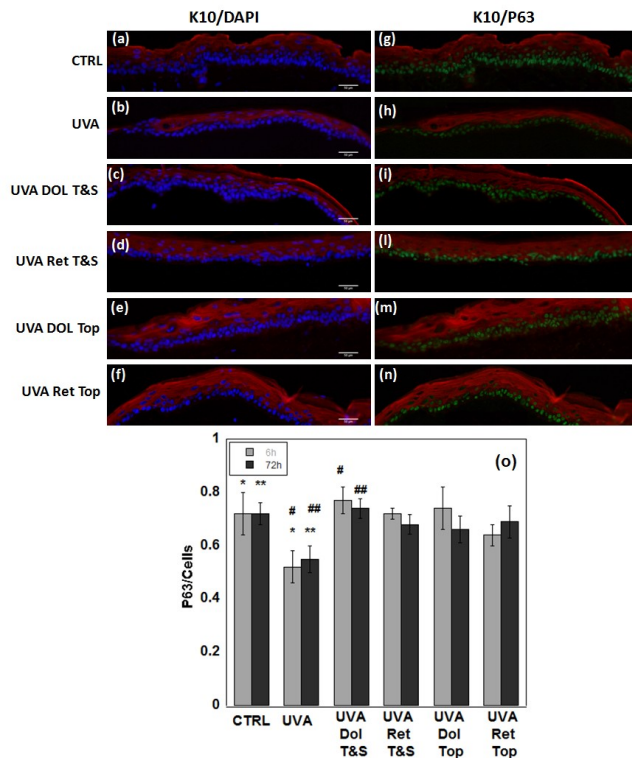 K10/DAPI
K10/P63
CTRL
(a)
(g)
UVA
(b)
(h)
UVA DOL T&S
(c)
(i)
UVA Ret T&S
(d)
(l)
UVA DOL Top
(e)
(m)
UVA Ret Top
(f)
(n)
(o)
6h
72h
P63/Cells
1
0.8
0.6
0.4
0.2
0
* **
# ##
* **
# ##
CTRL
UVA
UVA
Dol
T&S
UVA
Ret
T&S
UVA
Dol
Top
UVA
Ret
Top